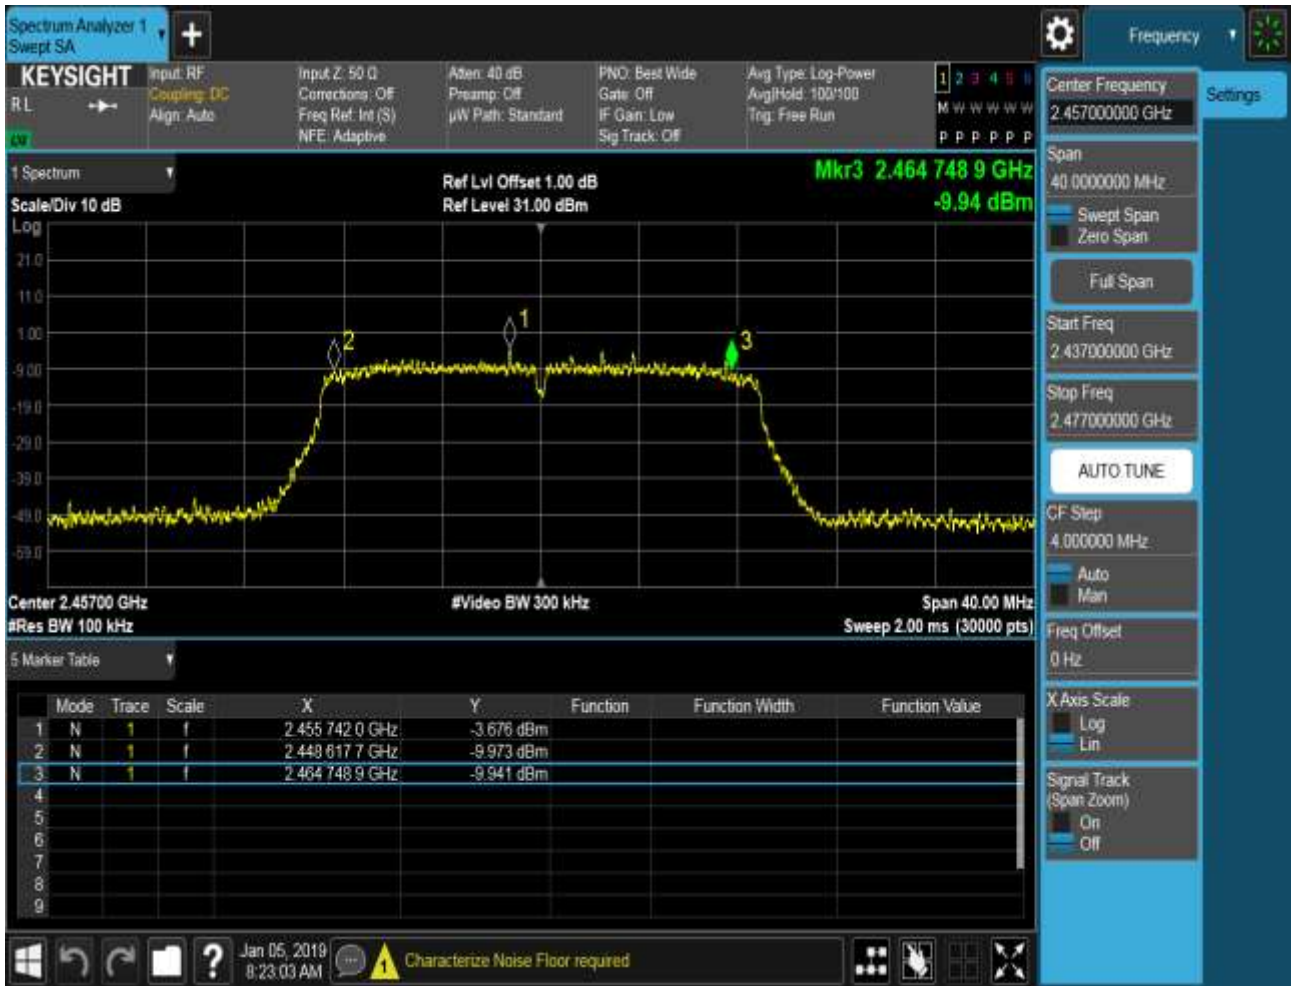 Spectrum Analyzer 1
Swept SA
Frequency
KEYSIGHT
RL
Input: RF
Coupling: DC
Align: Auto
Input Z: 50 Ω
Corrections: Off
Freq Ref: Int (S)
NFE: Adaptive
Atten: 40 dB
Preamp: Off
µW Path: Standard
PNO: Best Wide
Gate: Off
IF Gain: Low
Sig Track: Off
Avg Type: Log-Power
Avg|Hold: 100/100
Trig: Free Run
1 2 3 4 5 6
M W W W W W
P P P P P P
1 Spectrum
Scale/Div 10 dB
Ref Lvl Offset 1.00 dB
Ref Level 31.00 dBm
Mkr3 2.464 748 9 GHz
-9.94 dBm
Log
21.0
11.0
1.00
-9.00
-19.0
-29.0
-39.0
-49.0
-59.0
1
2
3
Center 2.45700 GHz
#Video BW 300 kHz
Span 40.00 MHz
#Res BW 100 kHz
Sweep 2.00 ms (30000 pts)
5 Marker Table
Mode Trace Scale X Y Function Function Width Function Value
1 N 1 f 2.455 742 0 GHz -3.676 dBm
2 N 1 f 2.448 617 7 GHz -9.973 dBm
3 N 1 f 2.464 748 9 GHz -9.941 dBm
4
5
6
7
8
9
Jan 05, 2019
8:23:03 AM
1
Characterize Noise Floor required
Settings
Center Frequency
2.457000000 GHz
Span
40.0000000 MHz
Swept Span
Zero Span
Full Span
Start Freq
2.437000000 GHz
Stop Freq
2.477000000 GHz
AUTO TUNE
CF Step
4.000000 MHz
Auto
Man
Freq Offset
0 Hz
X Axis Scale
Log
Lin
Signal Track
(Span Zoom)
On
Off